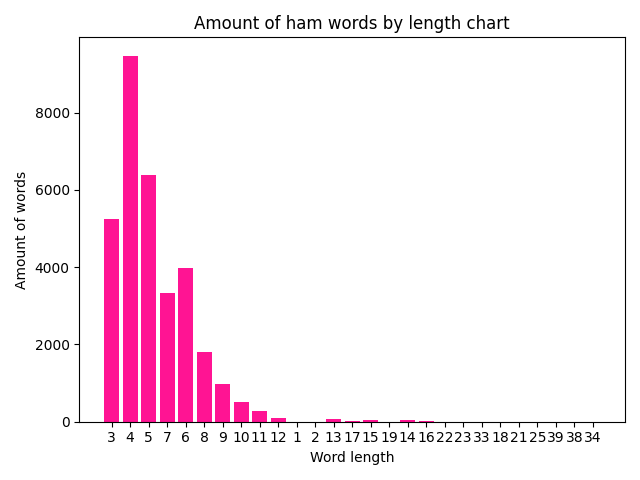 Amount of ham words by length chart
Amount of words
8000
6000
4000
2000
0
3 4 5 7 6 8 9 10 11 12 1 2 13 17 15 19 14 16 22 23 33 18 21 25 39 38 34
Word length